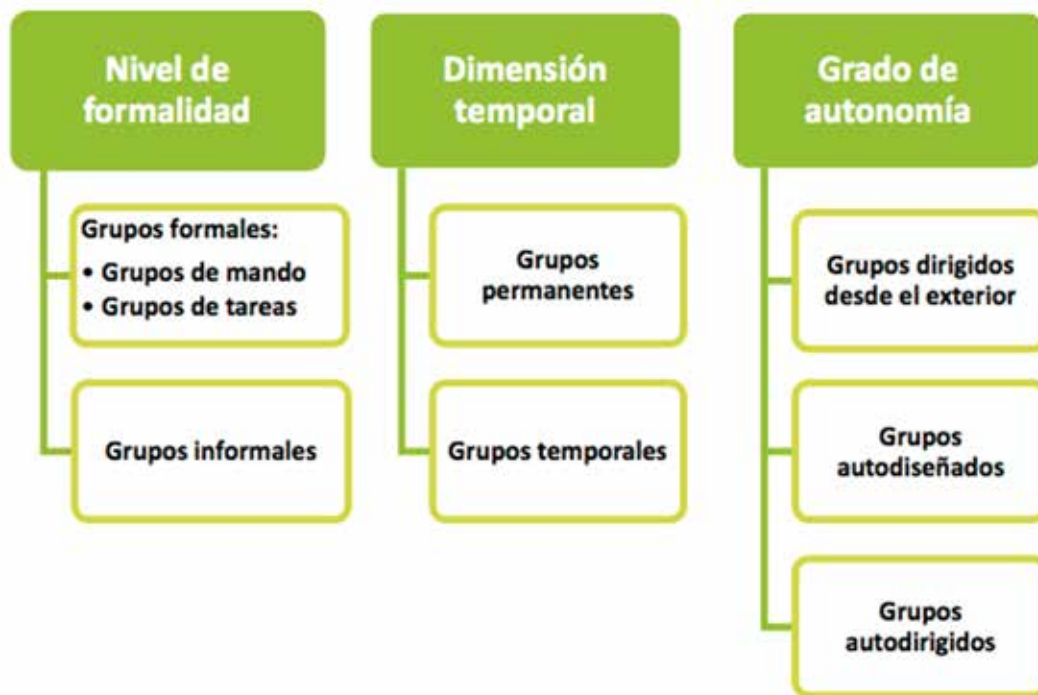 Nivel de
formalidad
Grupos formales:
• Grupos de mando
• Grupos de tareas
Grupos informales
Dimensión
temporal
Grupos
permanentes
Grupos temporales
Grado de
autonomía
Grupos dirigidos
desde el exterior
Grupos
autodiseñados
Grupos
autodirigidos